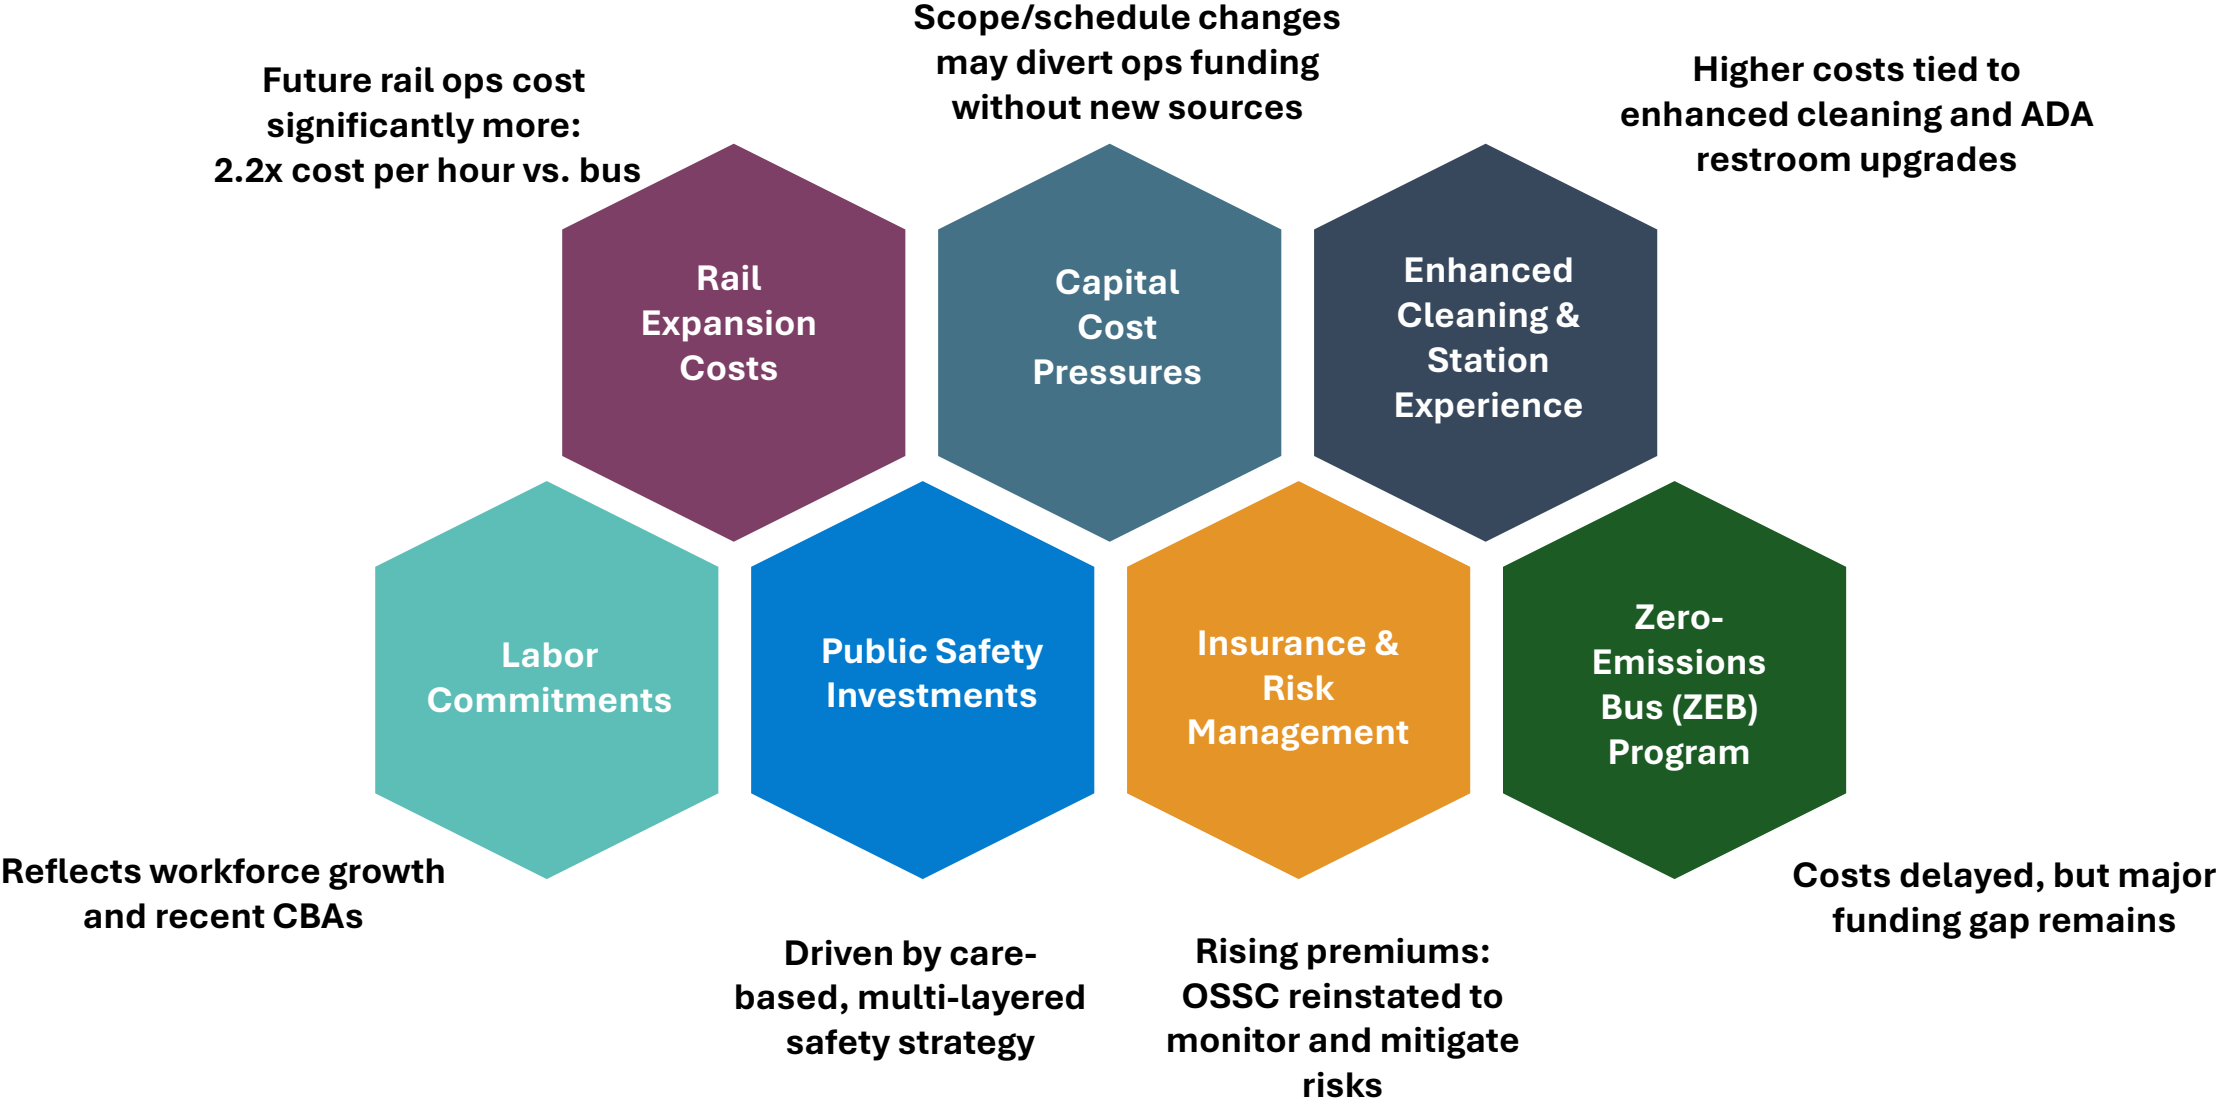 Scope/schedule changes
may divert ops funding
without new sources
Future rail ops cost
significantly more:
2.2x cost per hour vs. bus
Higher costs tied to
enhanced cleaning and ADA
restroom upgrades
Rail
Expansion
Costs
Capital
Cost
Pressures
Enhanced
Cleaning &
Station
Experience
Labor
Commitments
Public Safety
Investments
Insurance &
Risk
Management
Zero-
Emissions
Bus (ZEB)
Program
Reflects workforce growth
and recent CBAs
Driven by care-
based, multi-layered
safety strategy
Rising premiums:
OSSC reinstated to
monitor and mitigate
risks
Costs delayed, but major
funding gap remains